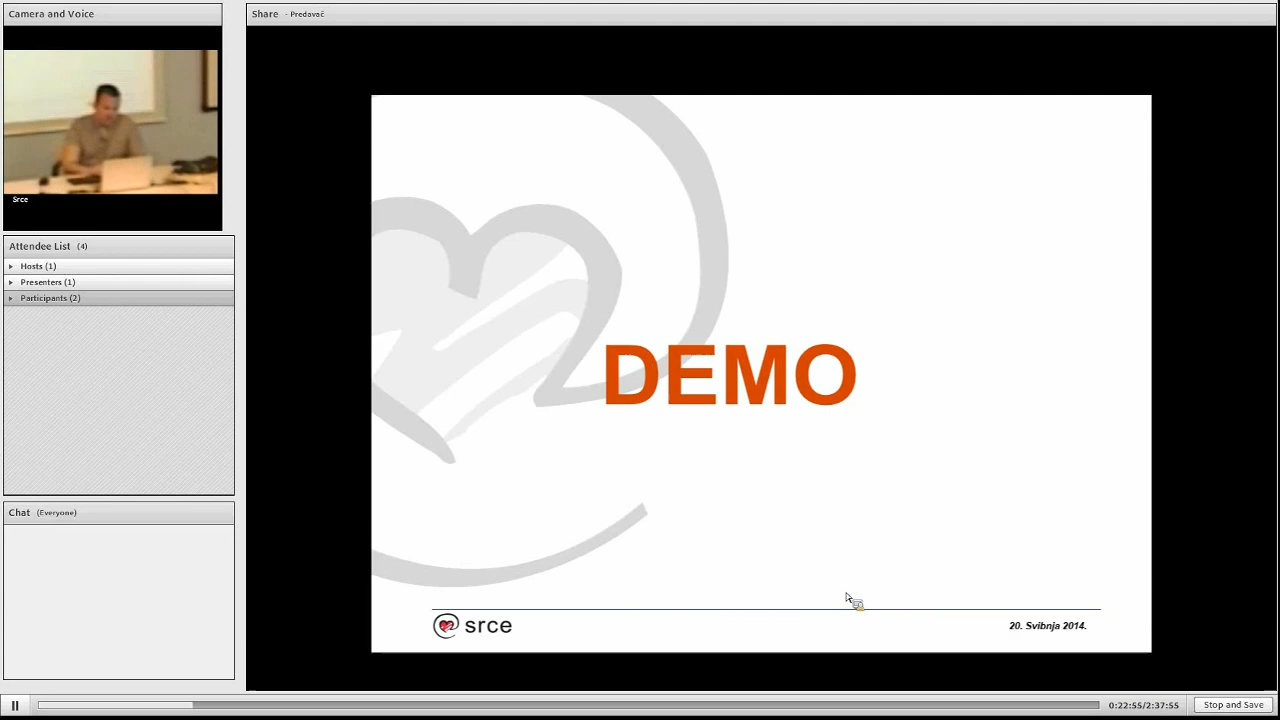 Camera and Voice
Srce
Attendee List (4)
Hosts (1)
Presenters (1)
Participants (2)
Chat (Everyone)
Share - Predavač
DEMO
srce
20. Svibnja 2014.
0:22:55/2:37:55
Stop and Save